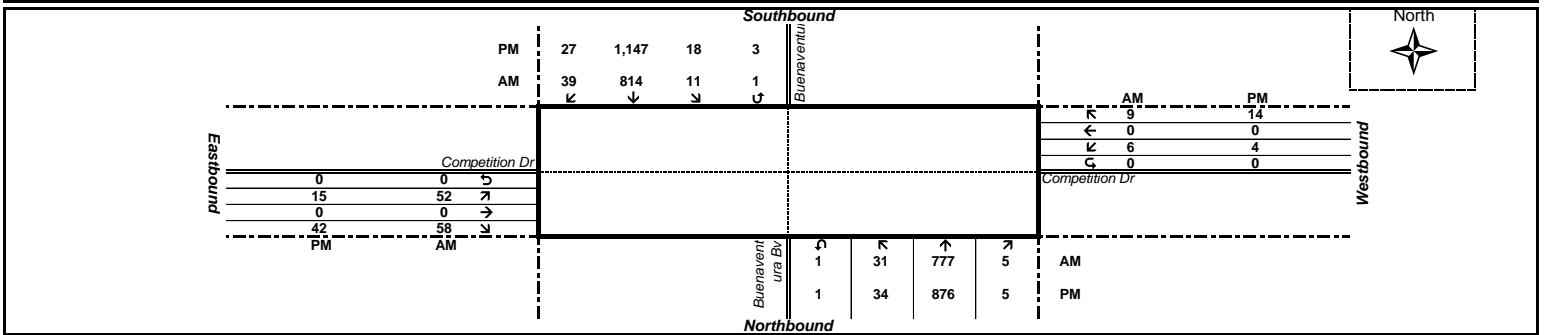 Southbound
North
PM 27 1,147 18 3
AM 39 814 11 1
↙ ↓ ↘ ↺
Buenaventu
AM PM
↖ 9 14
← 0 0
↙ 6 4
↪ 0 0
Competition Dr
Westbound
Eastbound
Competition Dr
0 0 ↺
15 52 ↗
0 0 →
42 58 ↘
PM AM
Buenavent
ura Bv
↺ ↖ ↑ ↗
1 31 777 5 AM
1 34 876 5 PM
Northbound